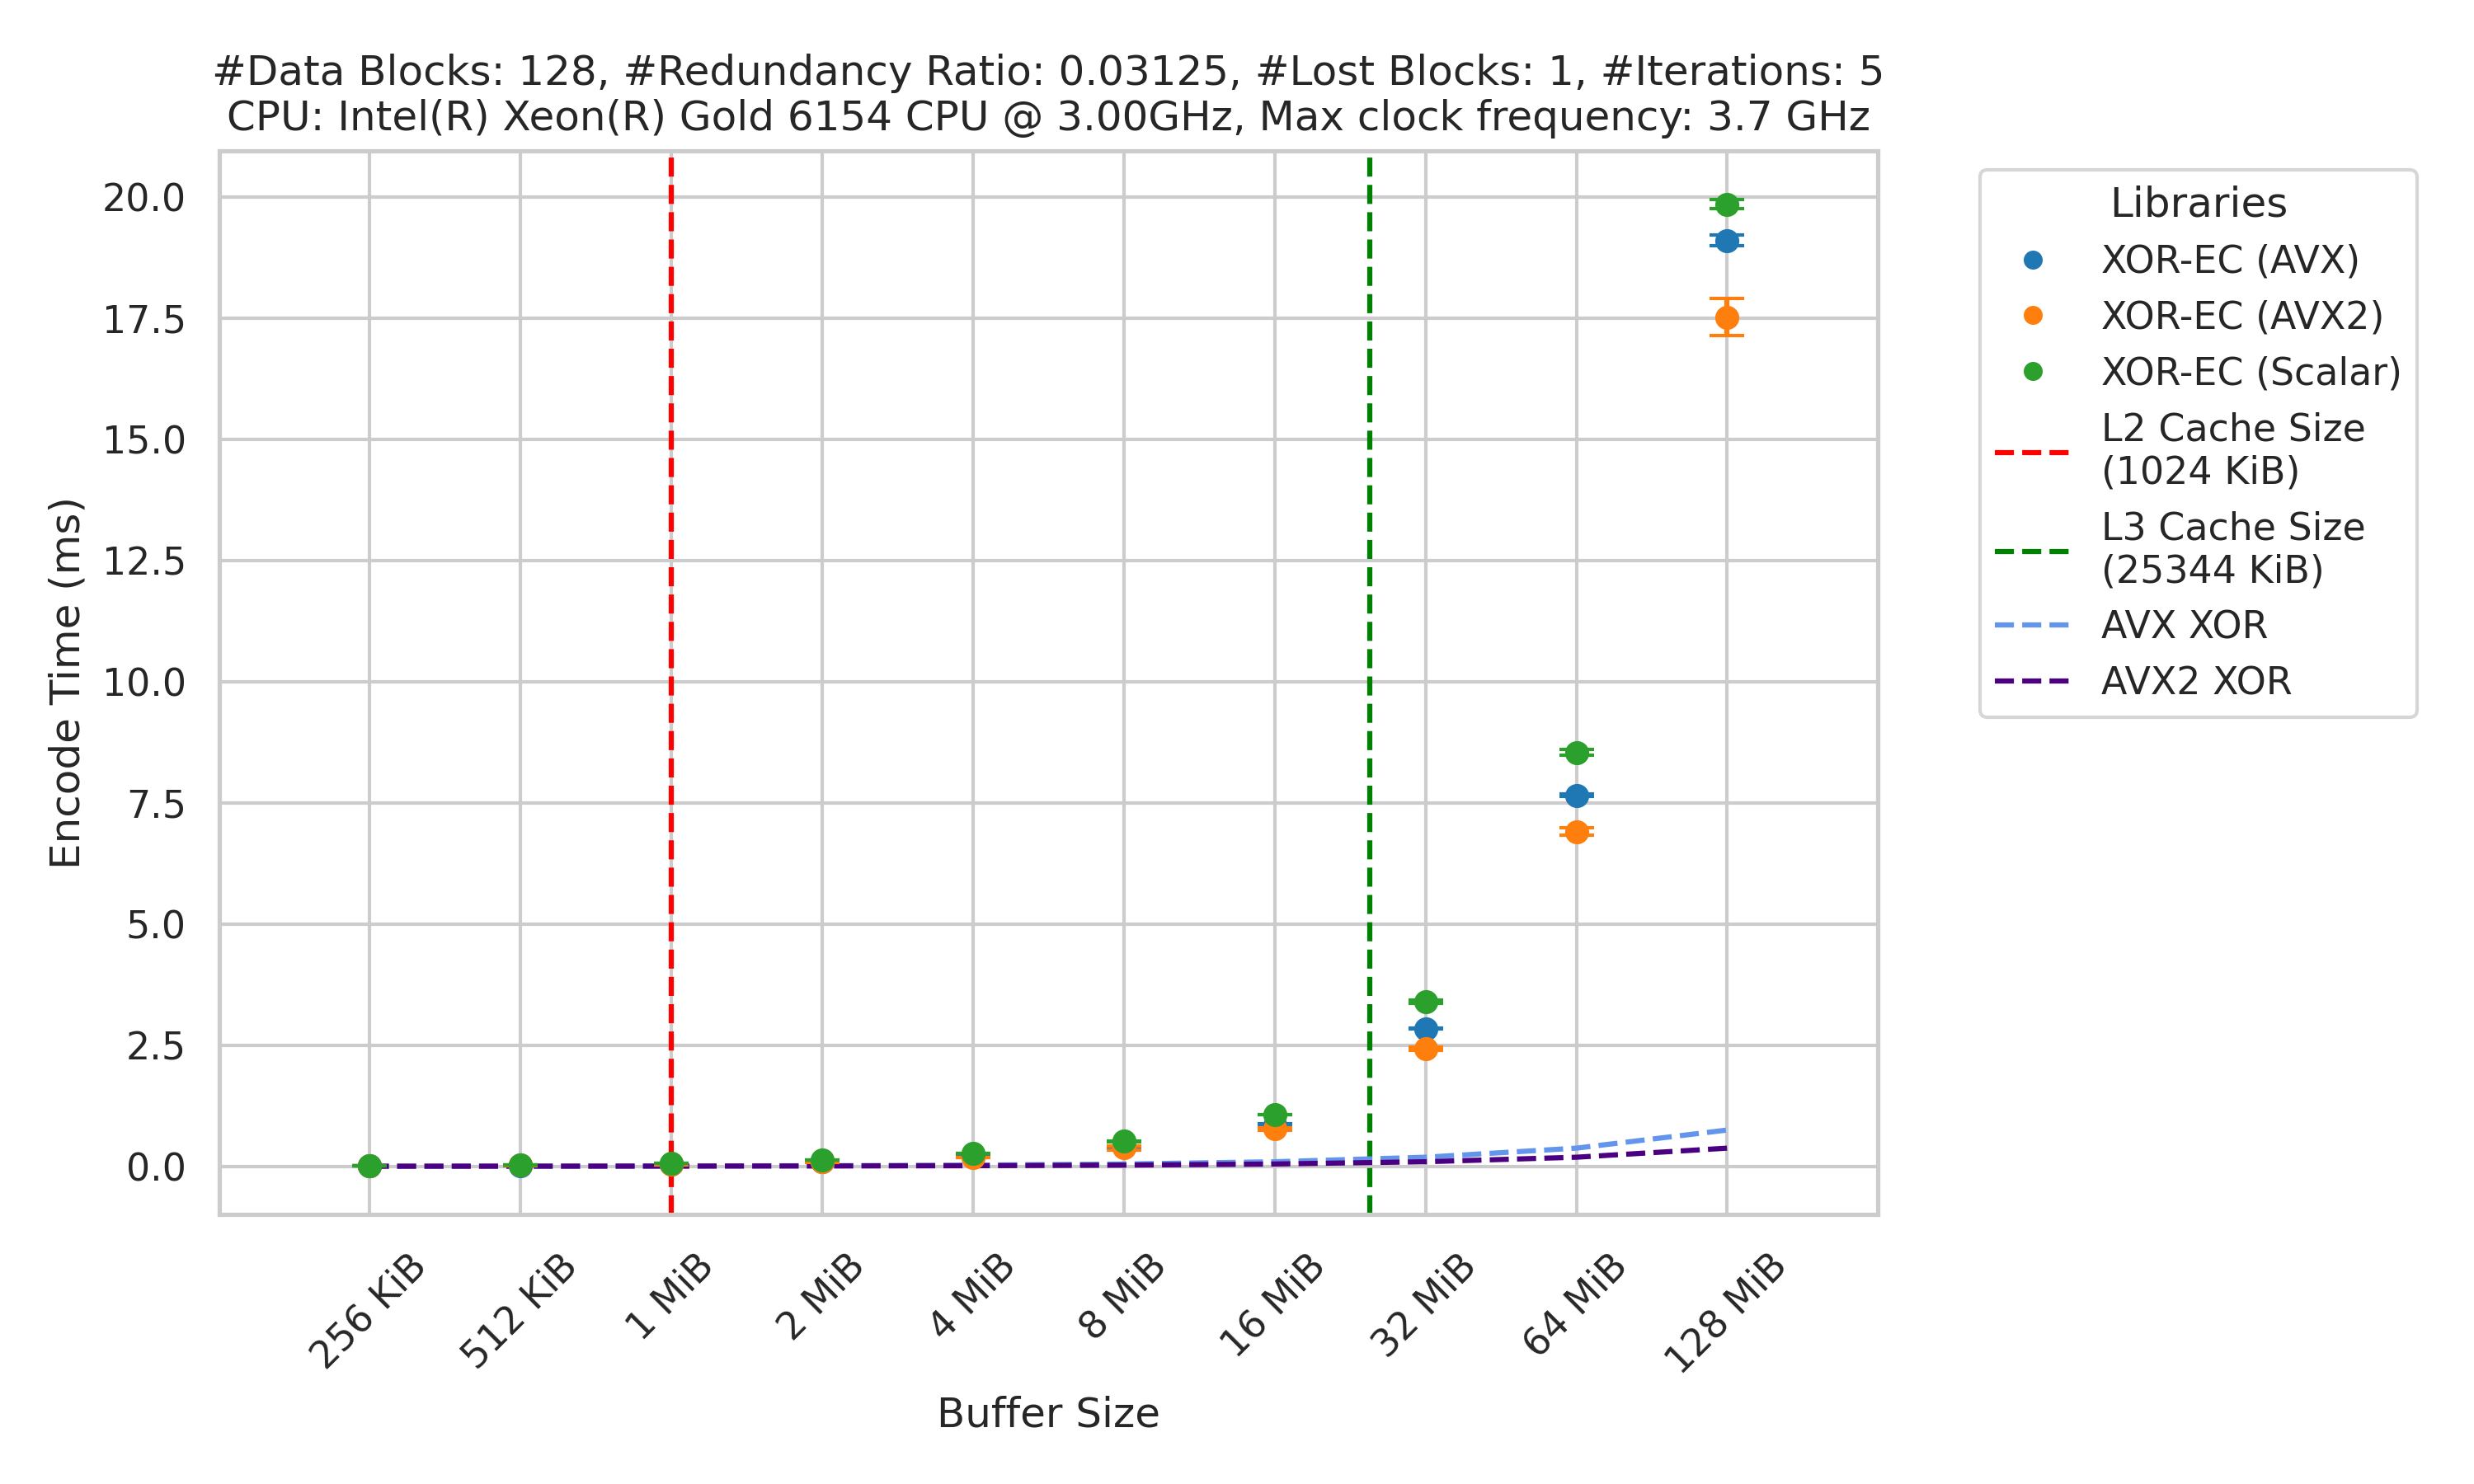 #Data Blocks: 128, #Redundancy Ratio: 0.03125, #Lost Blocks: 1, #Iterations: 5
CPU: Intel(R) Xeon(R) Gold 6154 CPU @ 3.00GHz, Max clock frequency: 3.7 GHz
Encode Time (ms)
20.0
17.5
15.0
12.5
10.0
7.5
5.0
2.5
0.0
256 KiB
512 KiB
1 MiB
2 MiB
4 MiB
8 MiB
16 MiB
32 MiB
64 MiB
128 MiB
Buffer Size
Libraries
XOR-EC (AVX)
XOR-EC (AVX2)
XOR-EC (Scalar)
L2 Cache Size
(1024 KiB)
L3 Cache Size
(25344 KiB)
AVX XOR
AVX2 XOR